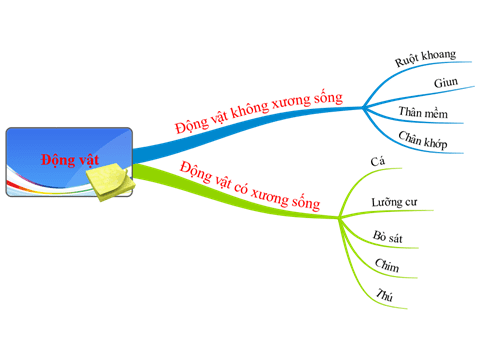 Động vật
Động vật không xương sống
Ruột khoang
Giun
Thân mềm
Chân khớp
Động vật có xương sống
Cá
Lưỡng cư
Bò sát
Chim
Thú